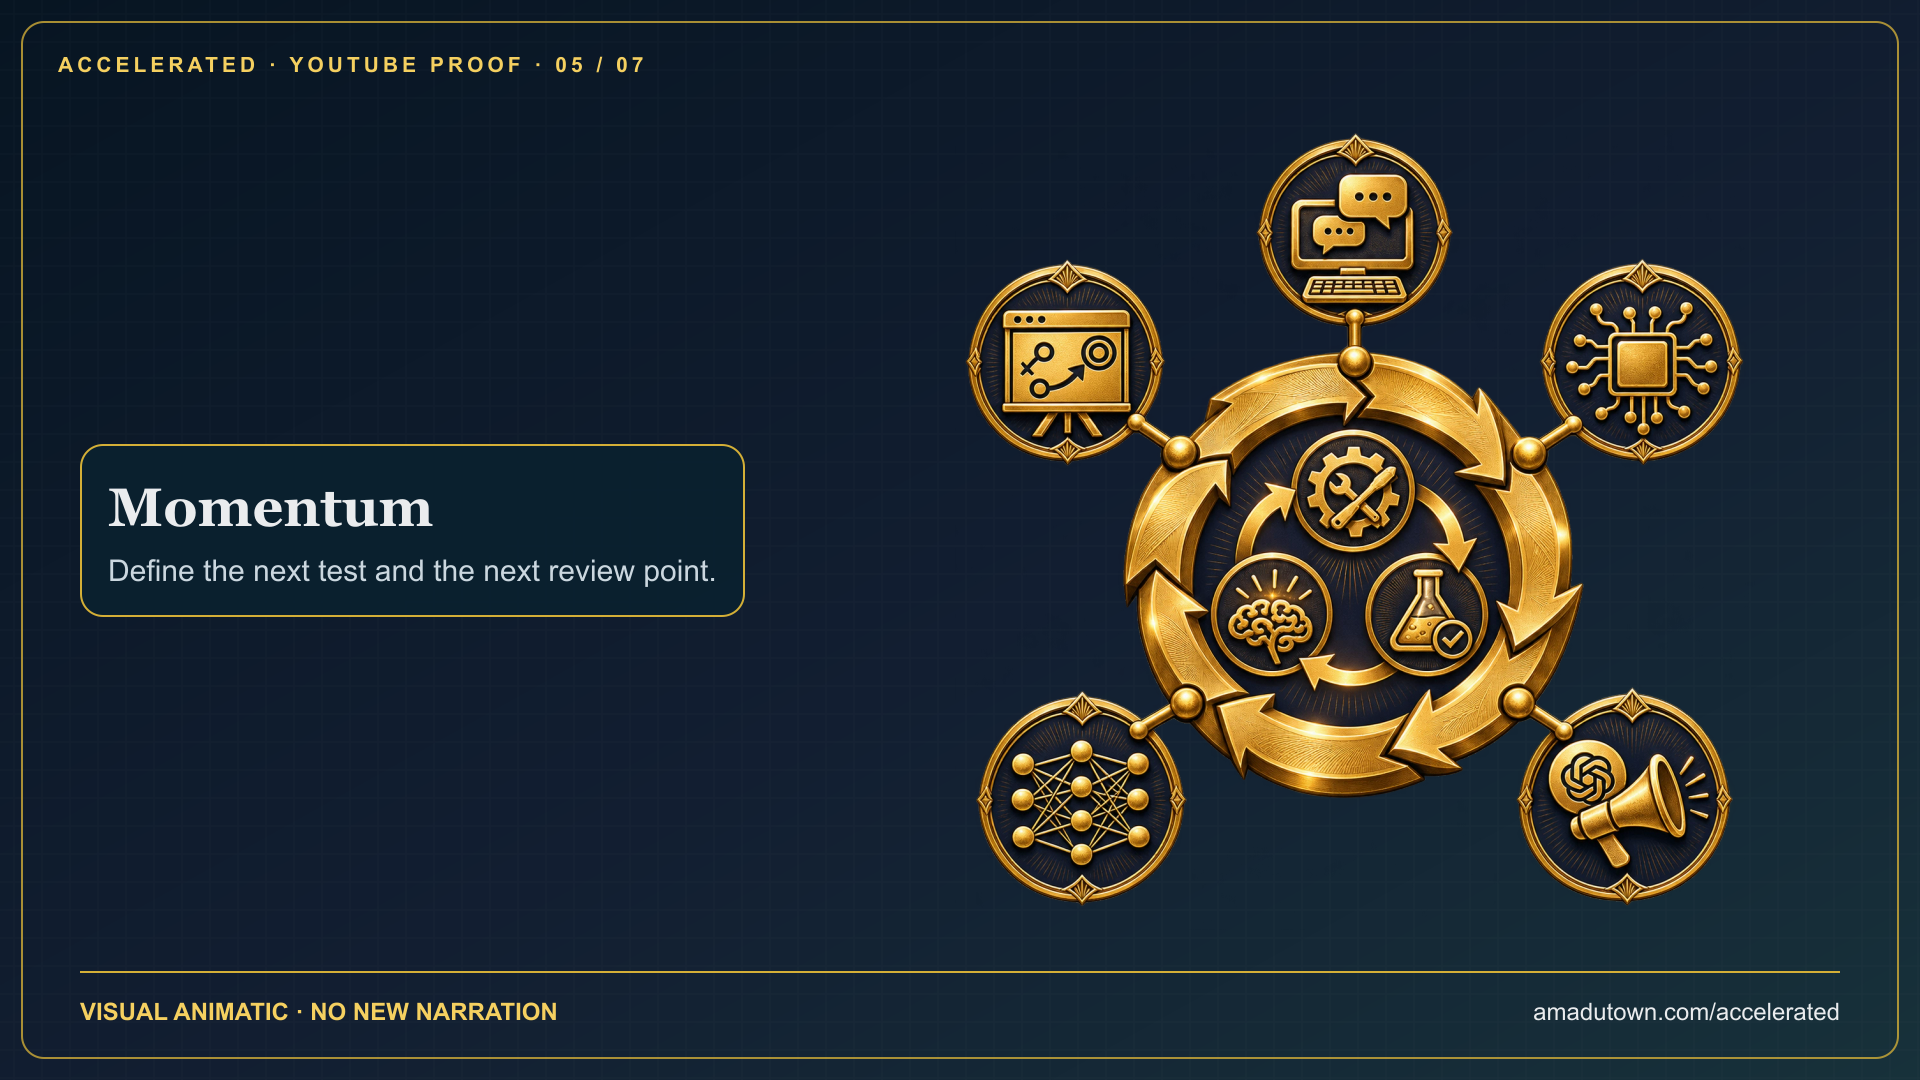 ACCELERATED · YOUTUBE PROOF · 05 / 07
Momentum
Define the next test and the next review point.
VISUAL ANIMATIC · NO NEW NARRATION
amadutown.com/accelerated